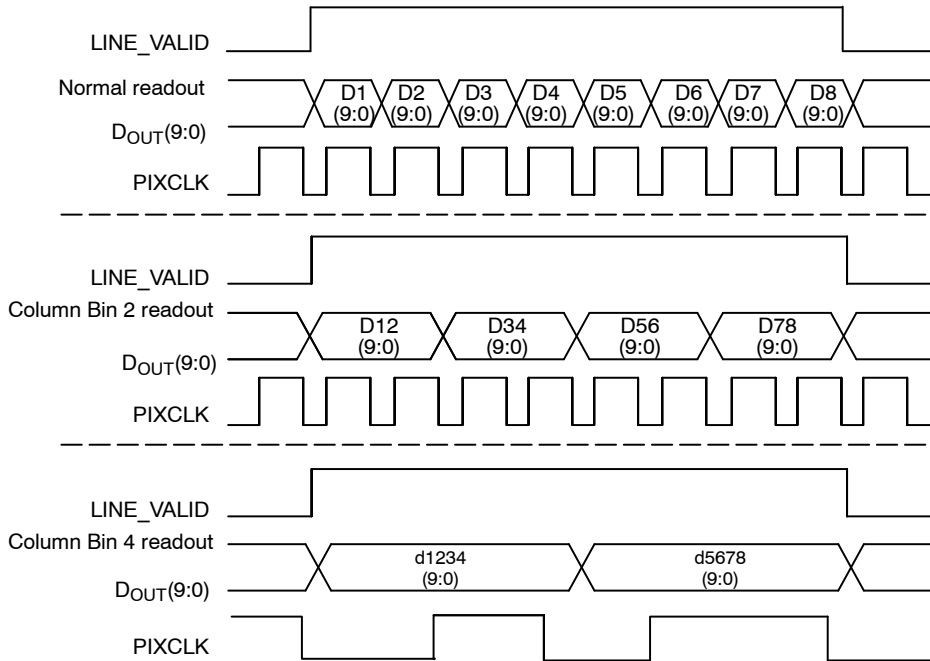 LINE_VALID
Normal readout
D1 D2 D3 D4 D5 D6 D7 D8
(9:0) (9:0) (9:0) (9:0) (9:0) (9:0) (9:0) (9:0)
DOUT(9:0)
PIXCLK
LINE_VALID
Column Bin 2 readout
D12 D34 D56 D78
(9:0) (9:0) (9:0) (9:0)
DOUT(9:0)
PIXCLK
LINE_VALID
Column Bin 4 readout
d1234 d5678
(9:0) (9:0)
DOUT(9:0)
PIXCLK